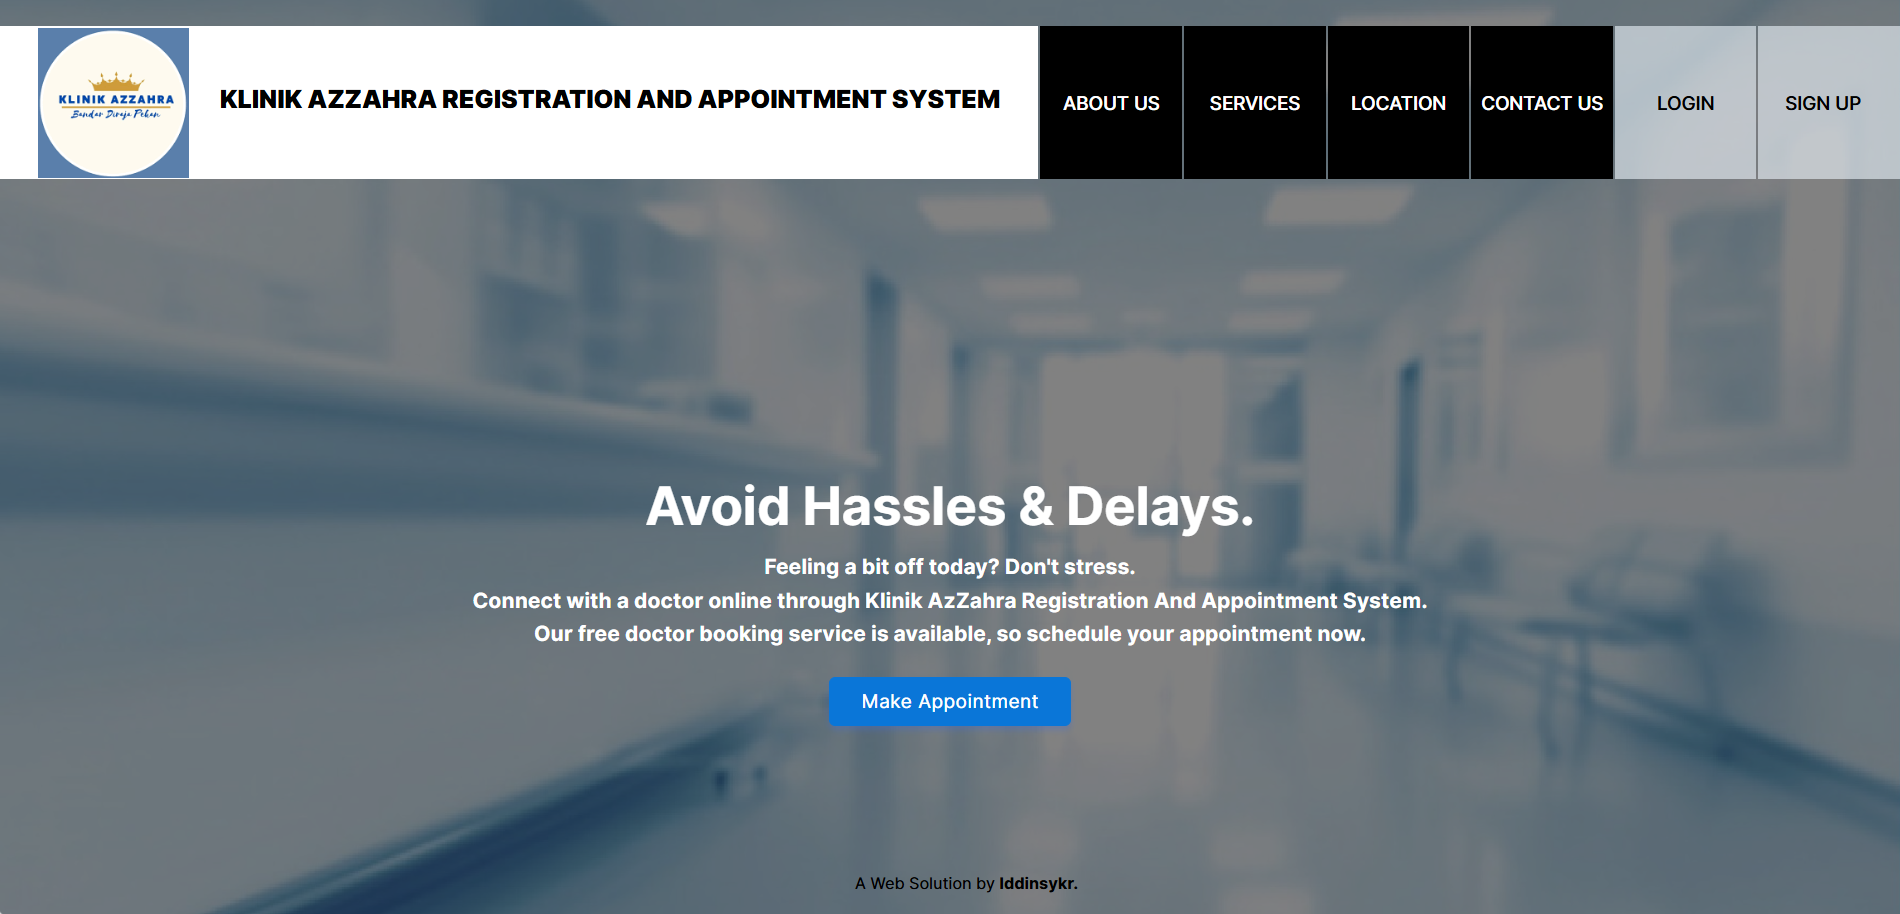 KLINIK AZZAHRA
Bandar Diraja Pekan
KLINIK AZZAHRA REGISTRATION AND APPOINTMENT SYSTEM
ABOUT US
SERVICES
LOCATION
CONTACT US
LOGIN
SIGN UP
Avoid Hassles & Delays.
Feeling a bit off today? Don't stress.
Connect with a doctor online through Klinik AzZahra Registration And Appointment System.
Our free doctor booking service is available, so schedule your appointment now.
Make Appointment
A Web Solution by Iddinsykr.